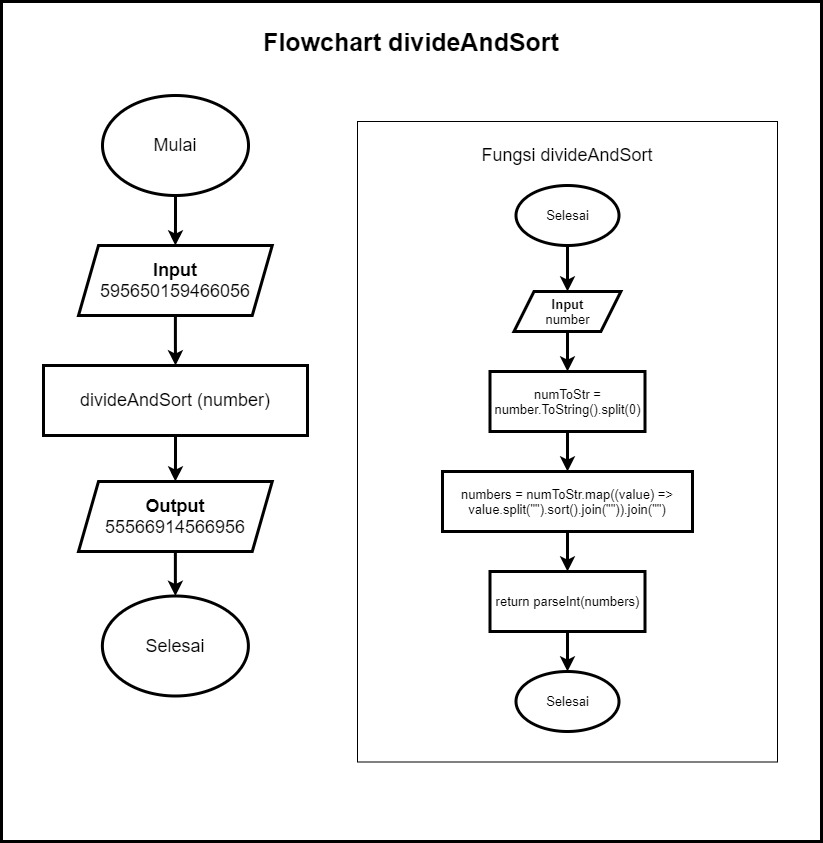 Flowchart divideAndSort
Mulai
Input
595650159466056
divideAndSort (number)
Output
55566914566956
Selesai
Fungsi divideAndSort
Selesai
Input
number
numToStr =
number.ToString().split(0)
numbers = numToStr.map((value) =>
value.split("").sort().join("")).join("")
return parseInt(numbers)
Selesai